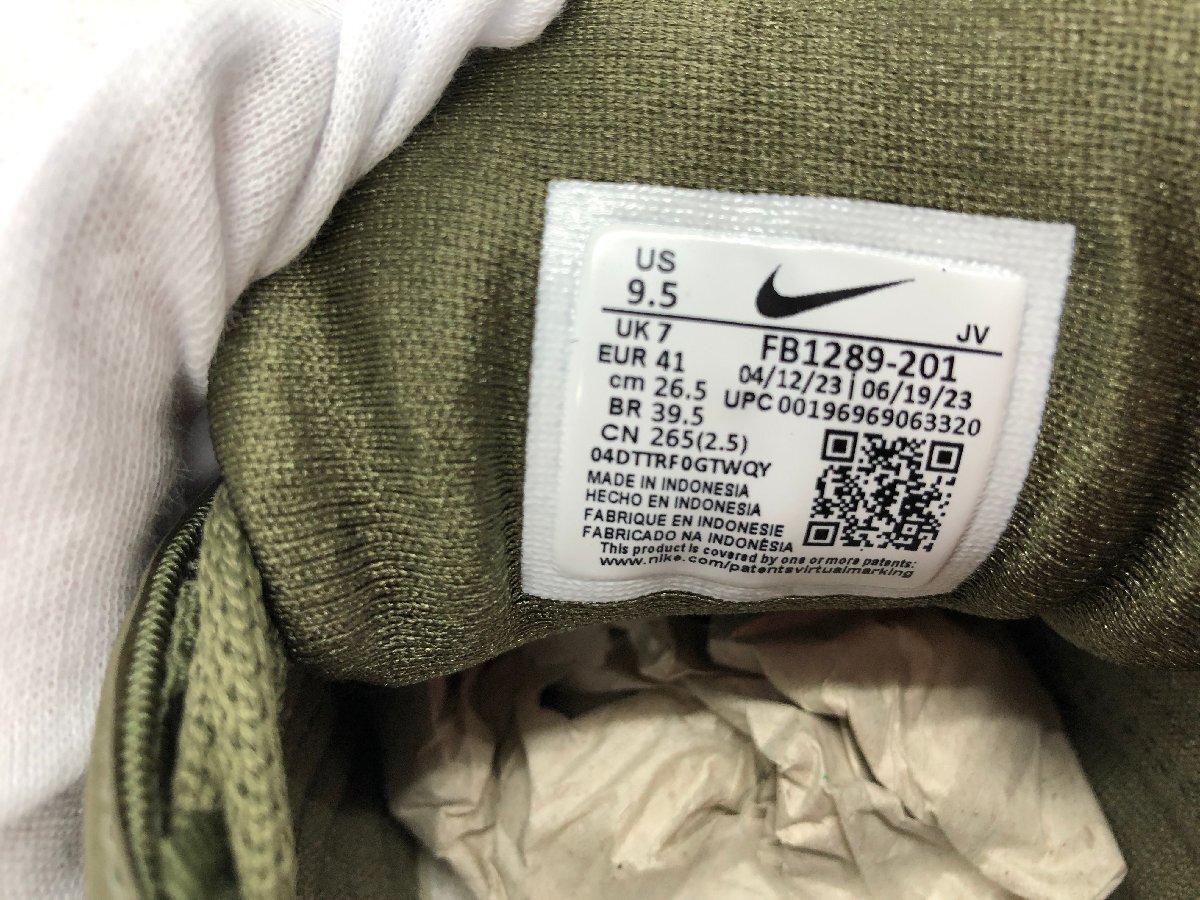 US
9.5
JV
UK 7
FB1289-201
EUR 41
04/12/23 | 06/19/23
cm 26.5
UPC 00196969063320
BR 39.5
CN 265(2.5)
04DTTRF0GTWQY
MADE IN INDONESIA
HECHO EN INDONESIA
FABRIQUE EN INDONESIE
FABRICADO NA INDONÉSIA
This product is covered by one or more patents:
www.nike.com/patentsvirtualmarking